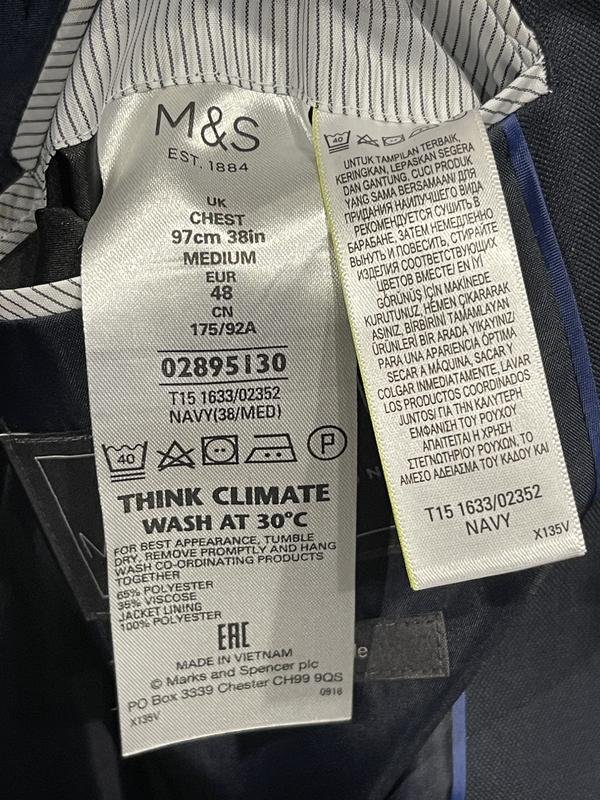 M&S
EST. 1884
UK
CHEST
97cm 38in
MEDIUM
EUR
48
CN
175/92A
02895130
T15 1633/02352
NAVY(38/MED)
40
P
THINK CLIMATE
WASH AT 30°C
FOR BEST APPEARANCE, TUMBLE
DRY, REMOVE PROMPTLY AND HANG
WASH CO-ORDINATING PRODUCTS
TOGETHER
65% POLYESTER
35% VISCOSE
JACKET LINING
100% POLYESTER
EAC
MADE IN VIETNAM
© Marks and Spencer plc
PO Box 3339 Chester CH99 9QS
0918
X135V
40
UNTUK TAMPILAN TERBAIK,
KERINGKAN, LEPASKAN SEGERA
DAN GANTUNG, CUCI PRODUK
YANG SAMA BERSAMAAN/ ДЛЯ
ПРИДАНИЯ НАИЛУЧШЕГО ВИДА
РЕКОМЕНДУЕТСЯ СУШИТЬ В
БАРАБАНЕ, ЗАТЕМ НЕМЕДЛЕННО
ВЫНУТЬ И ПОВЕСИТЬ, СТИРАЙТЕ
ИЗДЕЛИЯ СООТВЕТСТВУЮЩИХ
ЦВЕТОВ ВМЕСТЕ/ EN İYİ
GÖRÜNÜŞ İÇİN MAKİNEDE
KURUTUNUZ, HEMEN ÇIKARARAK
ASINIZ, BİRBİRİNİ TAMAMLAYAN
ÜRÜNLERİ BİR ARADA YIKAYINIZ/
PARA UNA APARIENCIA ÓPTIMA
SECAR A MÁQUINA, SACAR Y
COLGAR INMEDIATAMENTE, LAVAR
LOS PRODUCTOS COORDINADOS
JUNTOS/ ΓΙΑ ΤΗΝ ΚΑΛΥΤΕΡΗ
ΕΜΦΑΝΙΣΗ ΤΟΥ ΡΟΥΧΟΥ
ΑΠΑΙΤΕΙΤΑΙ Η ΧΡΗΣΗ
ΣΤΕΓΝΩΤΗΡΙΟΥ ΡΟΥΧΩΝ, ΤΟ
ΑΜΕΣΟ ΑΔΕΙΑΣΜΑ ΤΟΥ ΚΑΔΟΥ ΚΑΙ
T15 1633/02352
NAVY
X135V